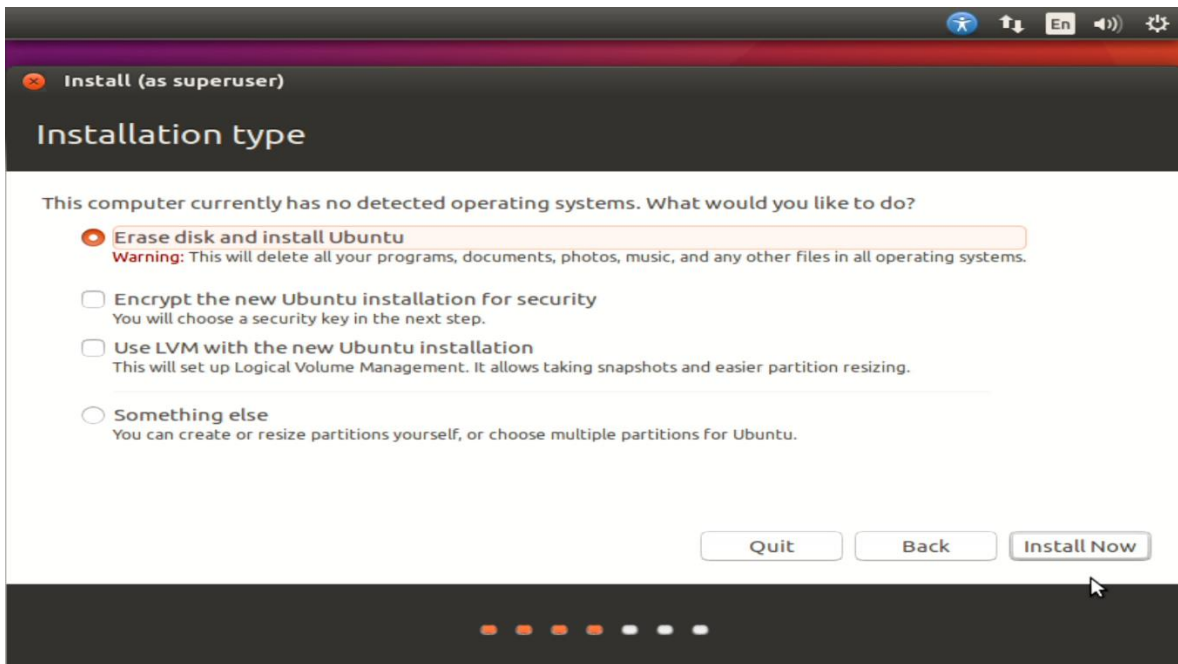 En
Install (as superuser)
Installation type
This computer currently has no detected operating systems. What would you like to do?
Erase disk and install Ubuntu
Warning: This will delete all your programs, documents, photos, music, and any other files in all operating systems.
Encrypt the new Ubuntu installation for security
You will choose a security key in the next step.
Use LVM with the new Ubuntu installation
This will set up Logical Volume Management. It allows taking snapshots and easier partition resizing.
Something else
You can create or resize partitions yourself, or choose multiple partitions for Ubuntu.
Quit Back Install Now